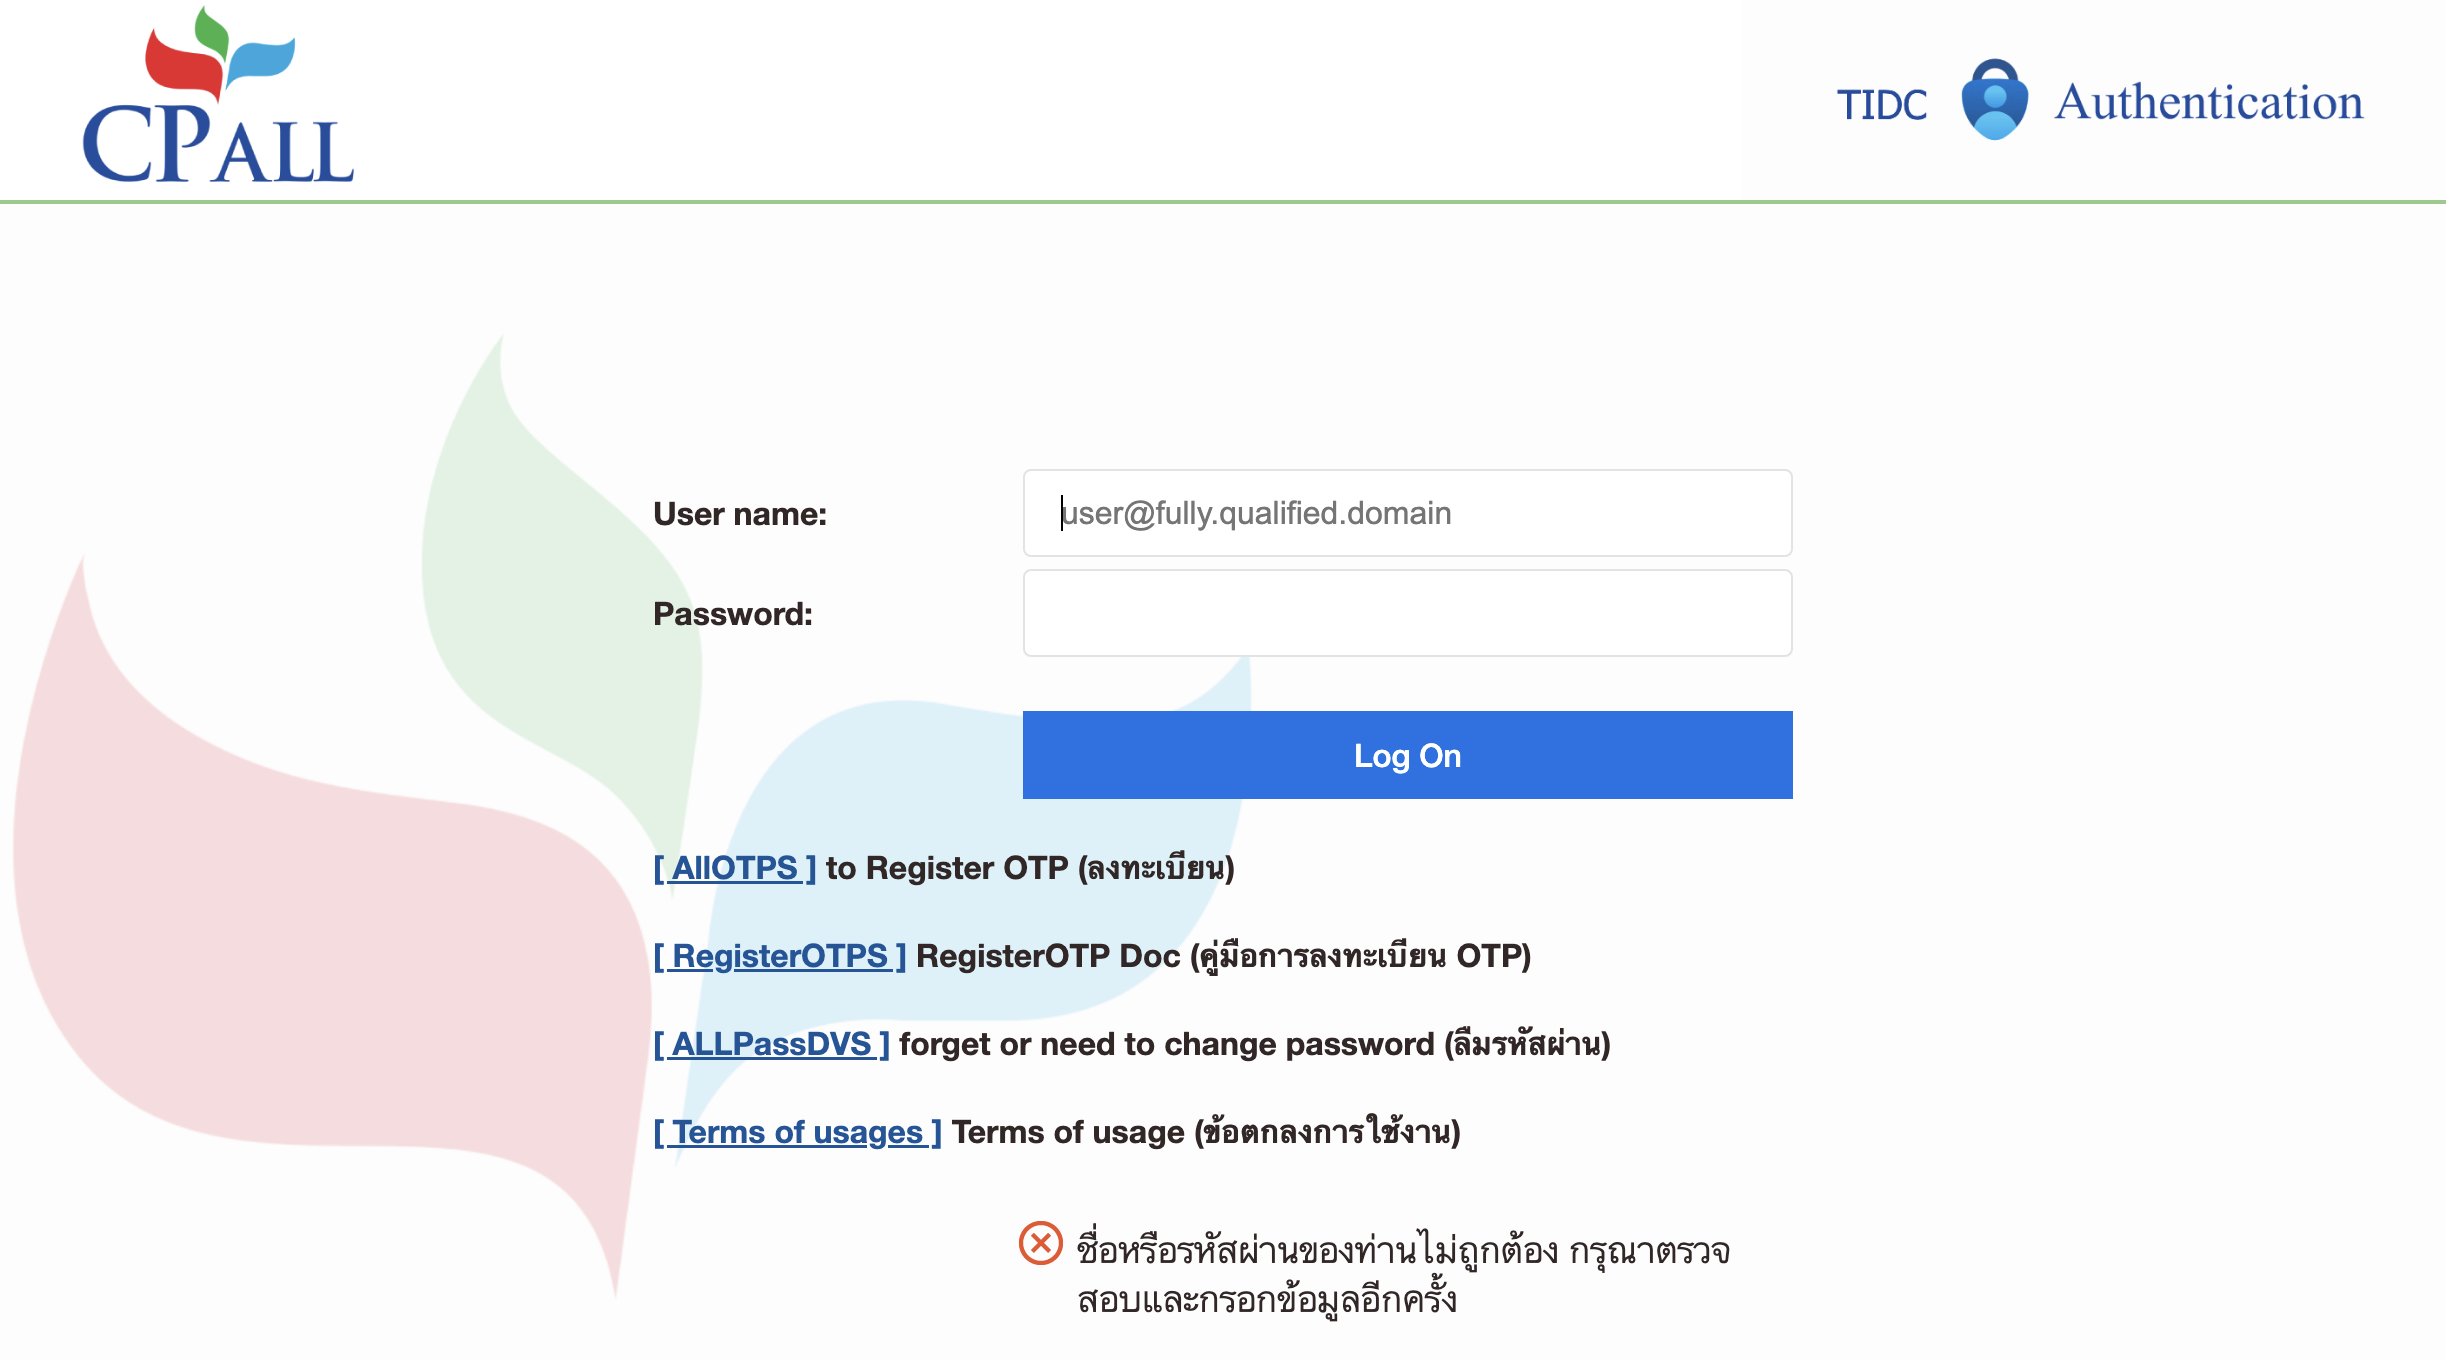 CPALL
TIDC Authentication
User name: user@fully.qualified.domain
Password:
Log On
[ AllOTPS ] to Register OTP (ลงทะเบียน)
[ RegisterOTPS ] RegisterOTP Doc (คู่มือการลงทะเบียน OTP)
[ ALLPassDVS ] forget or need to change password (ลืมรหัสผ่าน)
[ Terms of usages ] Terms of usage (ข้อตกลงการใช้งาน)
ชื่อหรือรหัสผ่านของท่านไม่ถูกต้อง กรุณาตรวจ
สอบและกรอกข้อมูลอีกครั้ง